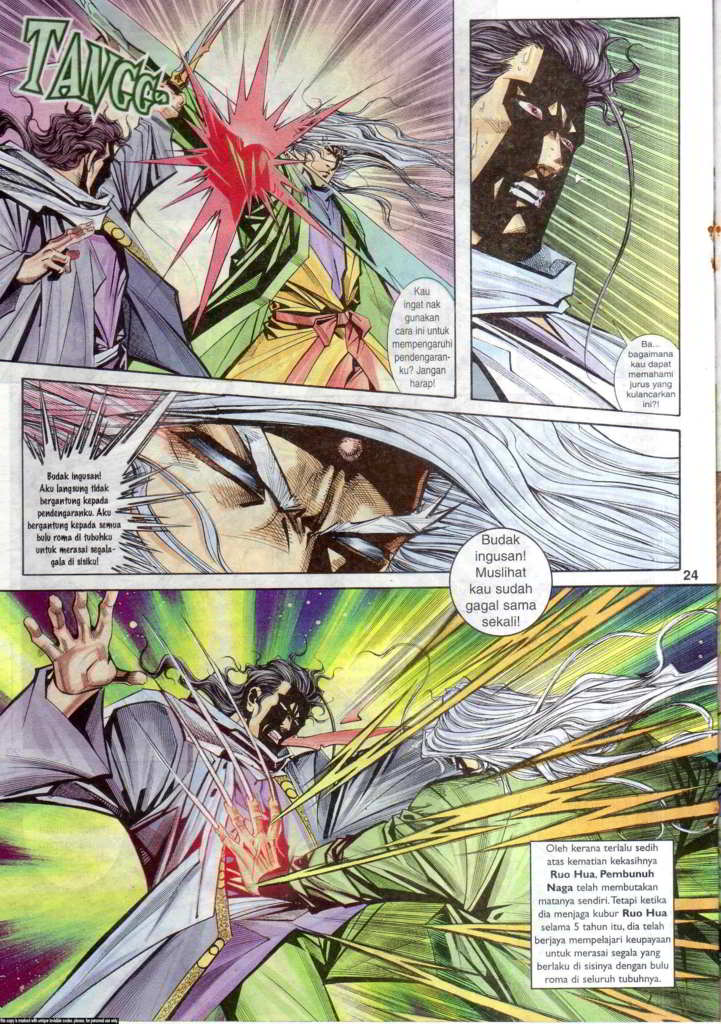 TANGG~
Kau
ingat nak
gunakan
cara ini untuk
mempengaruhi
pendengaran-
ku? Jangan
harap!
Ba...
bagaimana
kau dapat
memahami
jurus yang
kulancarkan
ini?!
Budak ingusan!
Aku langsung tidak
bergantung kepada
pendengaranku. Aku
bergantung kepada semua
bulu roma di tubuhku
untuk merasai segala-
gala di sisiku!
24
Budak
ingusan!
Muslihat
kau sudah
gagal sama
sekali!
Oleh kerana terlalu sedih
atas kematian kekasihnya
Ruo Hua, Pembunuh
Naga telah membutakan
matanya sendiri. Tetapi ketika
dia menjaga kubur Ruo Hua
selama 5 tahun itu, dia telah
berjaya mempelajari keupayaan
untuk merasai segala yang
berlaku di sisinya dengan bulu
roma di seluruh tubuhnya.